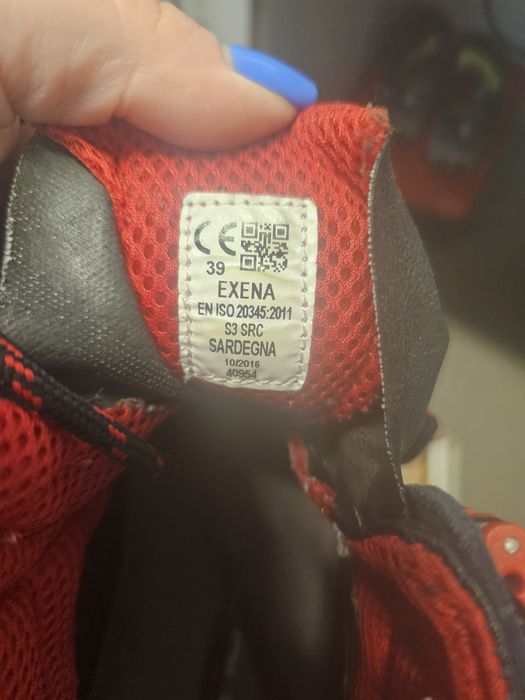 CE
39
EXENA
EN ISO 20345:2011
S3 SRC
SARDEGNA
10/2016
40954